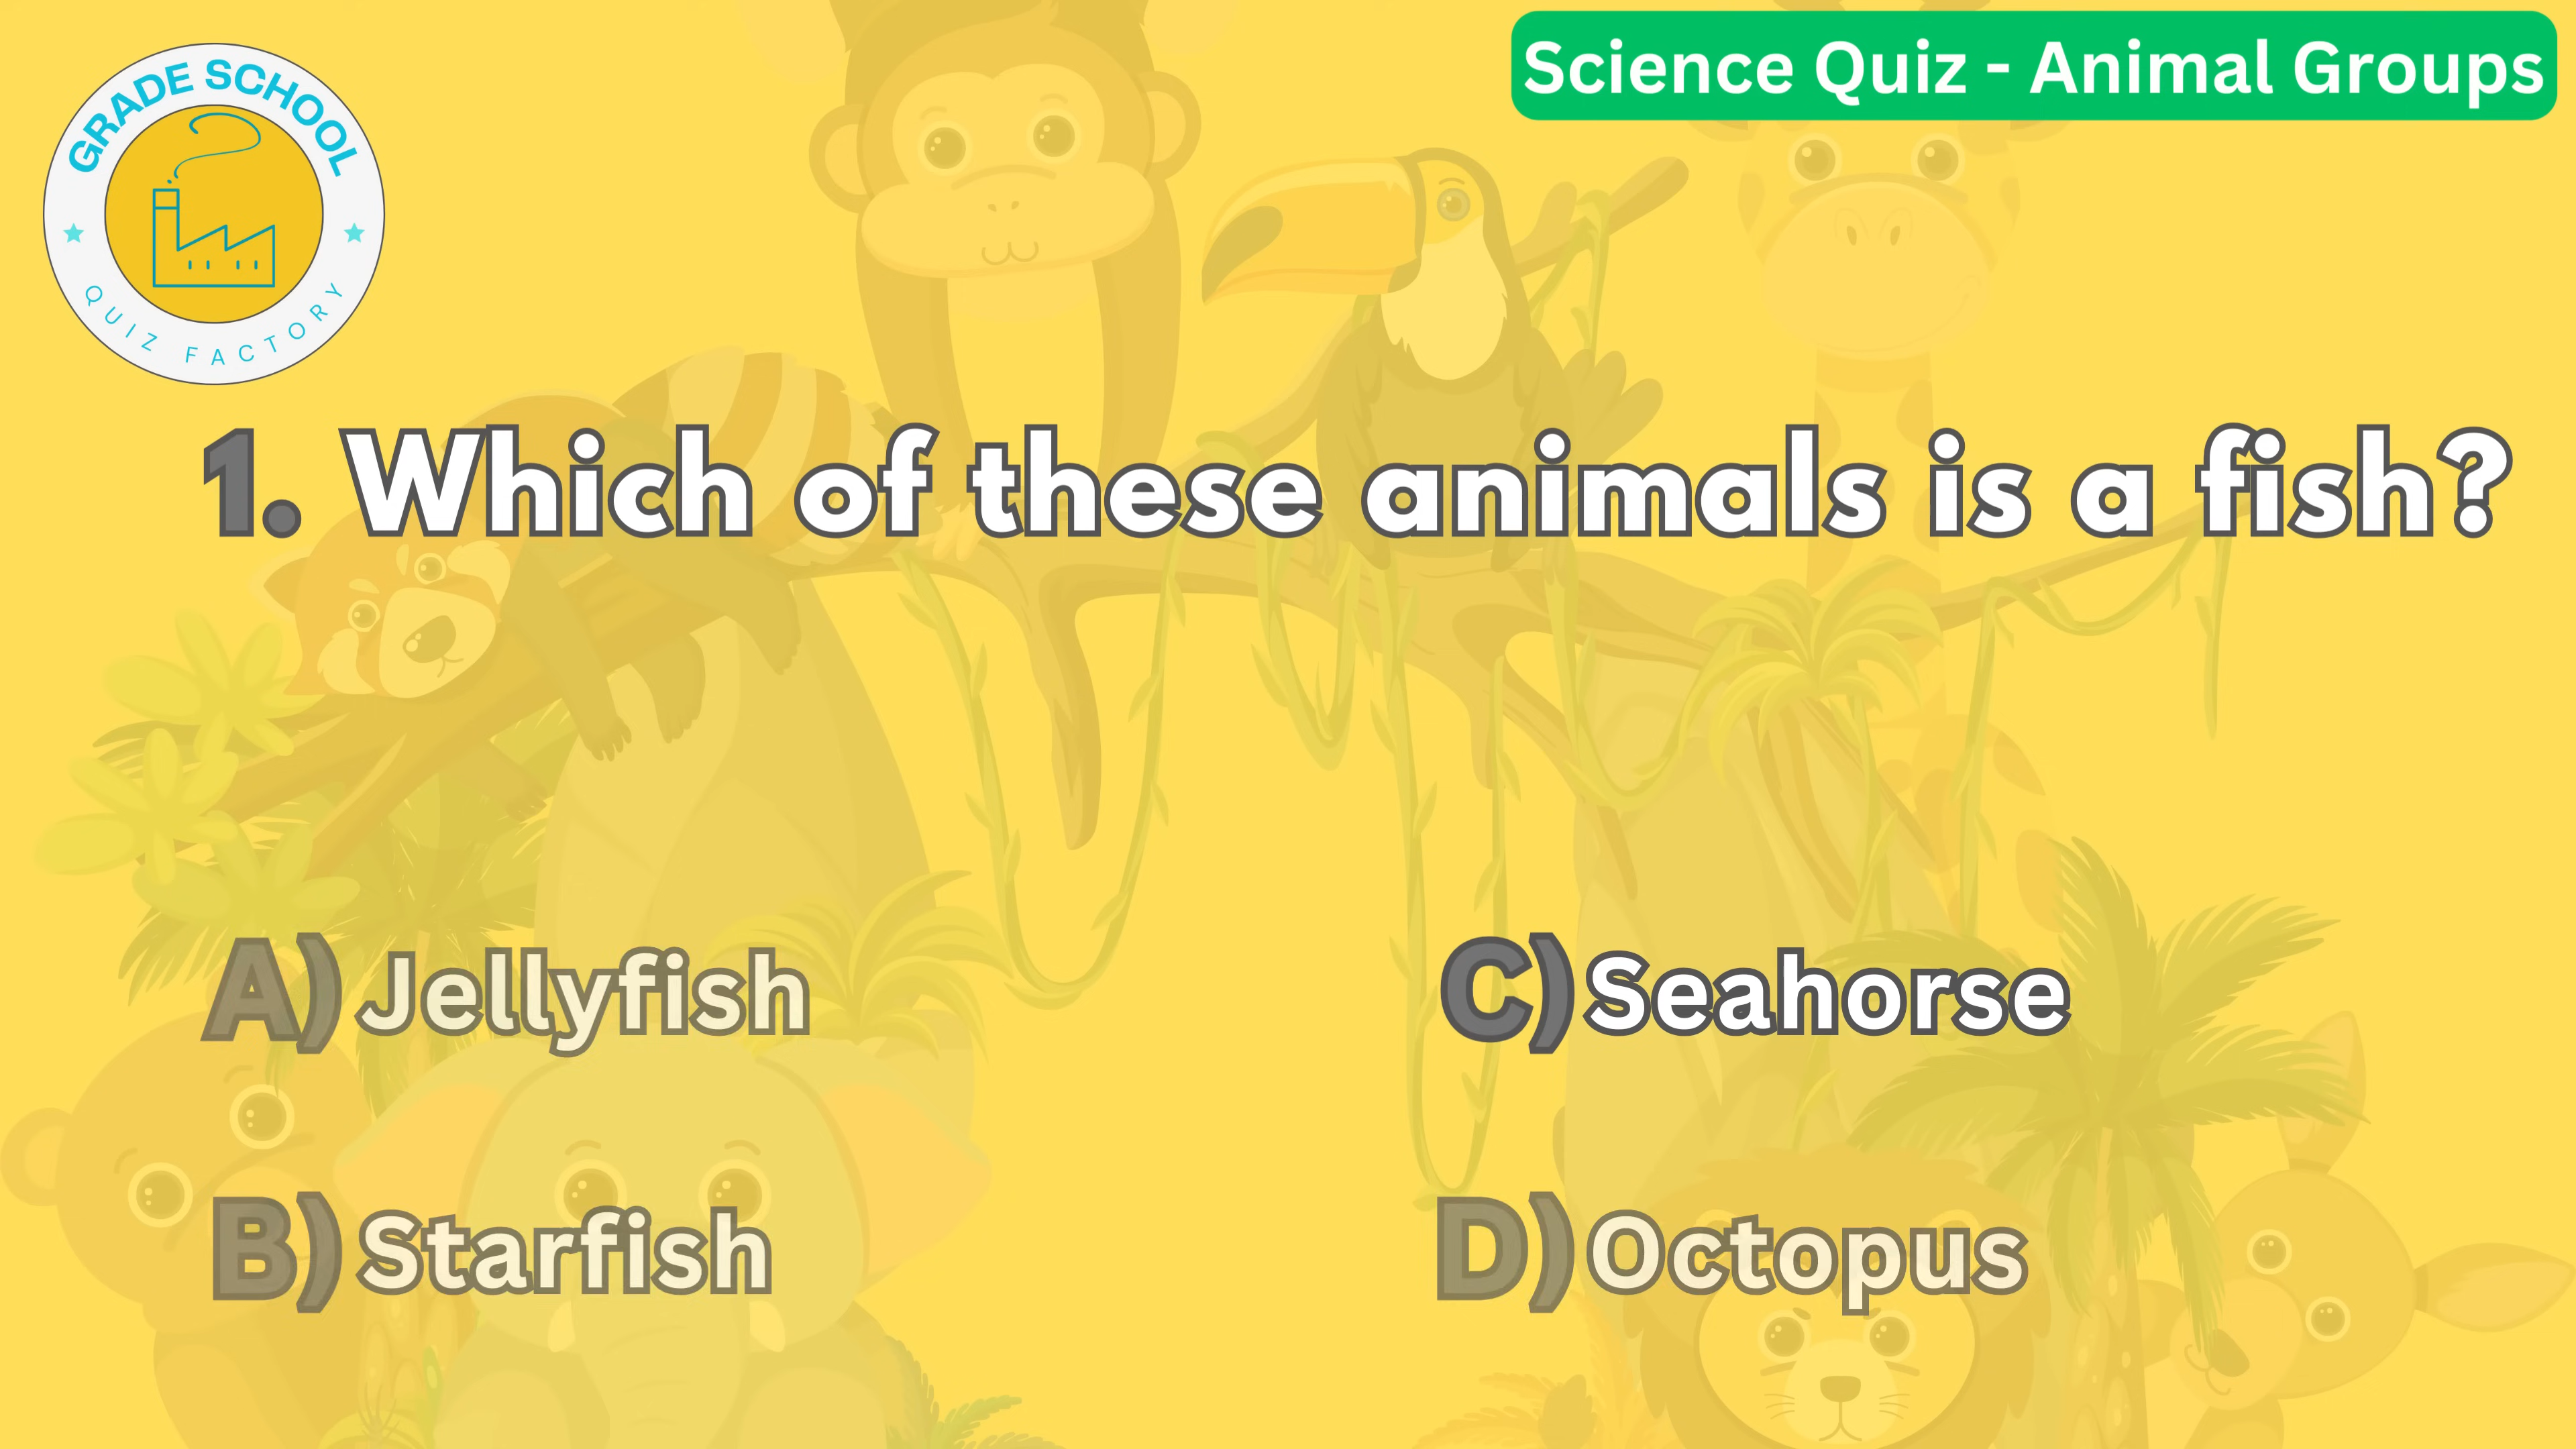 GRADE SCHOOL
QUIZ FACTORY
Science Quiz - Animal Groups
1. Which of these animals is a fish?
A) Jellyfish
B) Starfish
C) Seahorse
D) Octopus